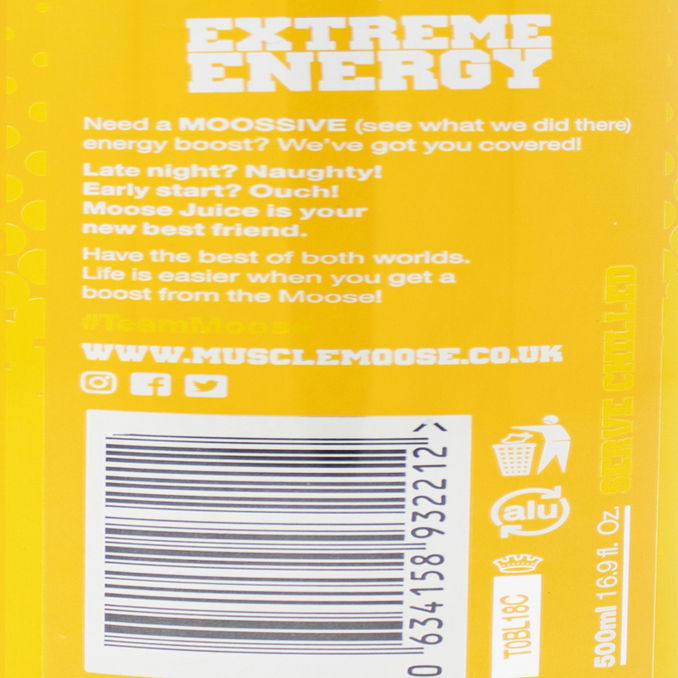 EXTREME
ENERGY
Need a MOOSSIVE (see what we did there)
energy boost? We've got you covered!
Late night? Naughty!
Early start? Ouch!
Moose Juice is your
new best friend.
Have the best of both worlds.
Life is easier when you get a
boost from the Moose!
#TeamMoose
WWW.MUSCLEMOOSE.CO.UK
0 634158 932212 >
alu
TOBL18C
500ml 16.9 fl. Oz.
SERVE CHILLED